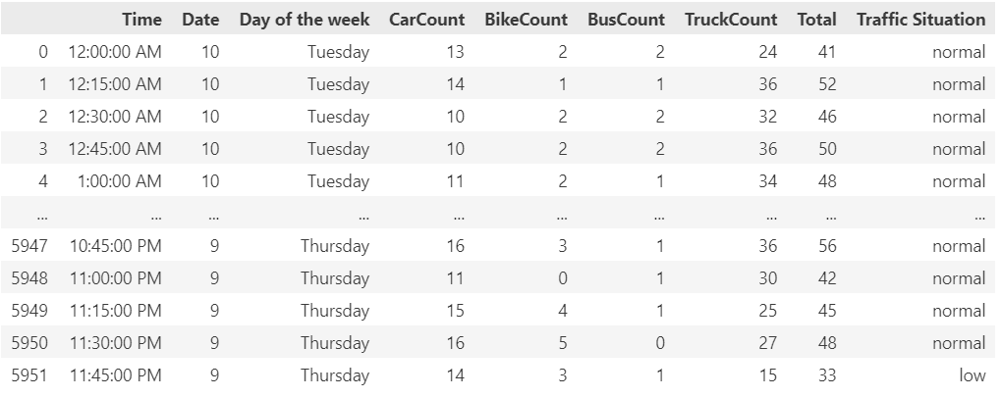 Time Date Day of the week CarCount BikeCount BusCount TruckCount Total Traffic Situation
0 12:00:00 AM 10 Tuesday 13 2 2 24 41 normal
1 12:15:00 AM 10 Tuesday 14 1 1 36 52 normal
2 12:30:00 AM 10 Tuesday 10 2 2 32 46 normal
3 12:45:00 AM 10 Tuesday 10 2 2 36 50 normal
4 1:00:00 AM 10 Tuesday 11 2 1 34 48 normal
... ... ... ... ... ... ... ... ... ...
5947 10:45:00 PM 9 Thursday 16 3 1 36 56 normal
5948 11:00:00 PM 9 Thursday 11 0 1 30 42 normal
5949 11:15:00 PM 9 Thursday 15 4 1 25 45 normal
5950 11:30:00 PM 9 Thursday 16 5 0 27 48 normal
5951 11:45:00 PM 9 Thursday 14 3 1 15 33 low